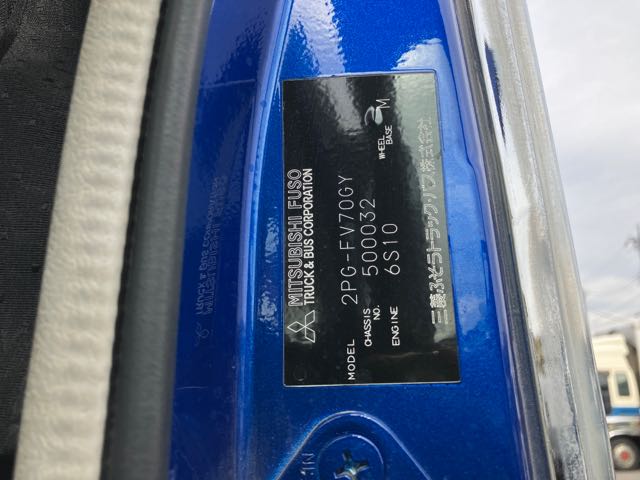 MITSUBISHI FUSO
TRUCK & BUS CORPORATION
MODEL 2PG-FV70GY
CHASSIS NO. 500032
ENGINE 6S10
WHEEL BASE M
三菱ふそうトラック・バス株式会社